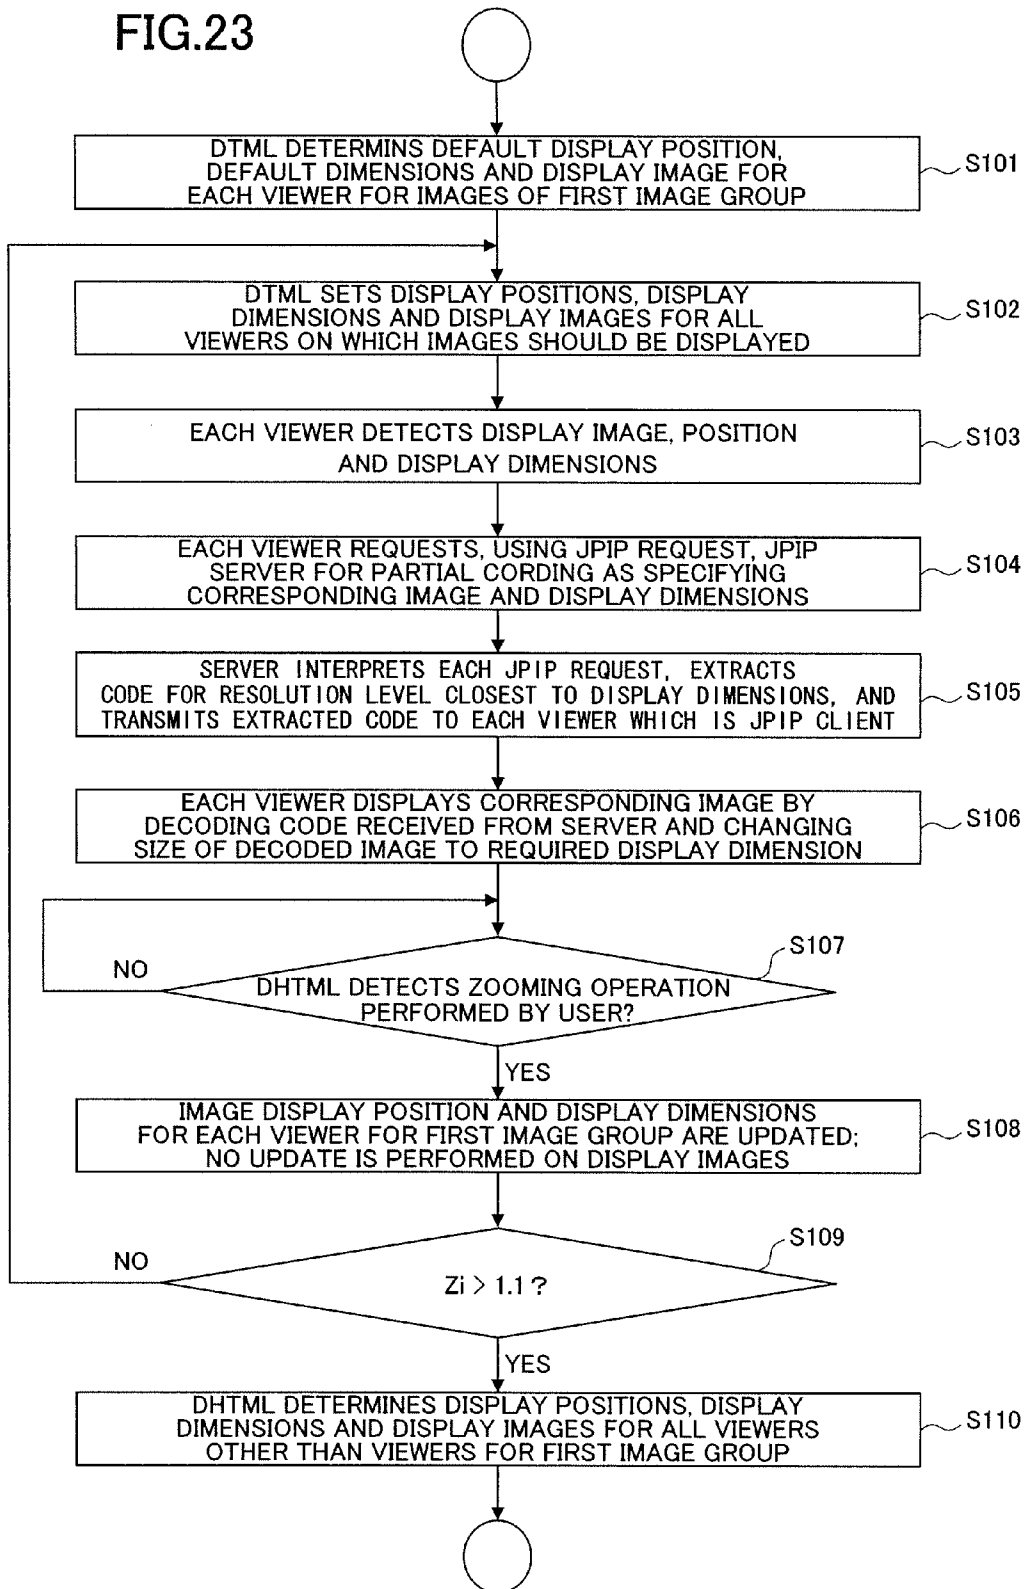 FIG.23
DTML DETERMINS DEFAULT DISPLAY POSITION,
DEFAULT DIMENSIONS AND DISPLAY IMAGE FOR
EACH VIEWER FOR IMAGES OF FIRST IMAGE GROUP
S101
DTML SETS DISPLAY POSITIONS, DISPLAY
DIMENSIONS AND DISPLAY IMAGES FOR ALL
VIEWERS ON WHICH IMAGES SHOULD BE DISPLAYED
S102
EACH VIEWER DETECTS DISPLAY IMAGE, POSITION
AND DISPLAY DIMENSIONS
S103
EACH VIEWER REQUESTS, USING JPIP REQUEST, JPIP
SERVER FOR PARTIAL CORDING AS SPECIFYING
CORRESPONDING IMAGE AND DISPLAY DIMENSIONS
S104
SERVER INTERPRETS EACH JPIP REQUEST, EXTRACTS
CODE FOR RESOLUTION LEVEL CLOSEST TO DISPLAY DIMENSIONS, AND
TRANSMITS EXTRACTED CODE TO EACH VIEWER WHICH IS JPIP CLIENT
S105
EACH VIEWER DISPLAYS CORRESPONDING IMAGE BY
DECODING CODE RECEIVED FROM SERVER AND CHANGING
SIZE OF DECODED IMAGE TO REQUIRED DISPLAY DIMENSION
S106
S107
NO
DHTML DETECTS ZOOMING OPERATION
PERFORMED BY USER?
YES
IMAGE DISPLAY POSITION AND DISPLAY DIMENSIONS
FOR EACH VIEWER FOR FIRST IMAGE GROUP ARE UPDATED;
NO UPDATE IS PERFORMED ON DISPLAY IMAGES
S108
S109
NO
Zi > 1.1 ?
YES
DHTML DETERMINES DISPLAY POSITIONS, DISPLAY
DIMENSIONS AND DISPLAY IMAGES FOR ALL VIEWERS
OTHER THAN VIEWERS FOR FIRST IMAGE GROUP
S110